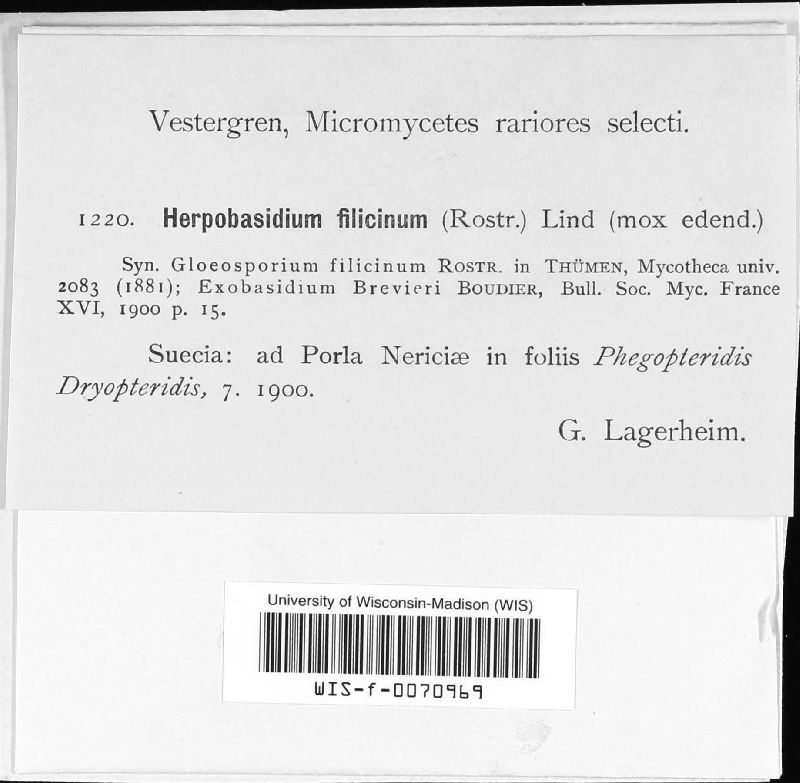 Vestergren, Micromycetes rariores selecti.
1220. Herpobasidium filicinum (Rostr.) Lind (mox edend.)
Syn. Gloeosporium filicinum ROSTR. in THÜMEN, Mycotheca univ.
2083 (1881); Exobasidium Brevieri BOUDIER, Bull. Soc. Myc. France
XVI, 1900 p. 15.
Suecia: ad Porla Nericiæ in foliis Phegopteridis
Dryopteridis, 7. 1900.
G. Lagerheim.
University of Wisconsin-Madison (WIS)
WIS-f-0070969